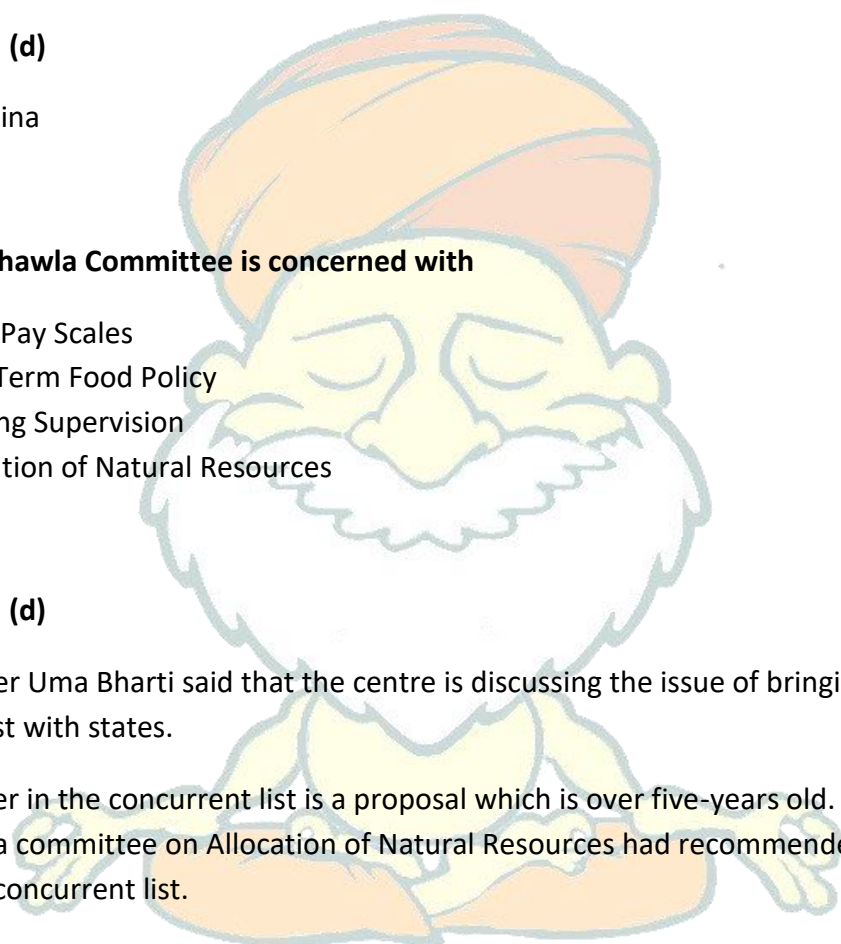 (d)
ina
hawla Committee is concerned with
Pay Scales
Term Food Policy
ng Supervision
tion of Natural Resources
(d)
er Uma Bharti said that the centre is discussing the issue of bringi
st with states.
er in the concurrent list is a proposal which is over five-years old.
a committee on Allocation of Natural Resources had recommende
concurrent list.